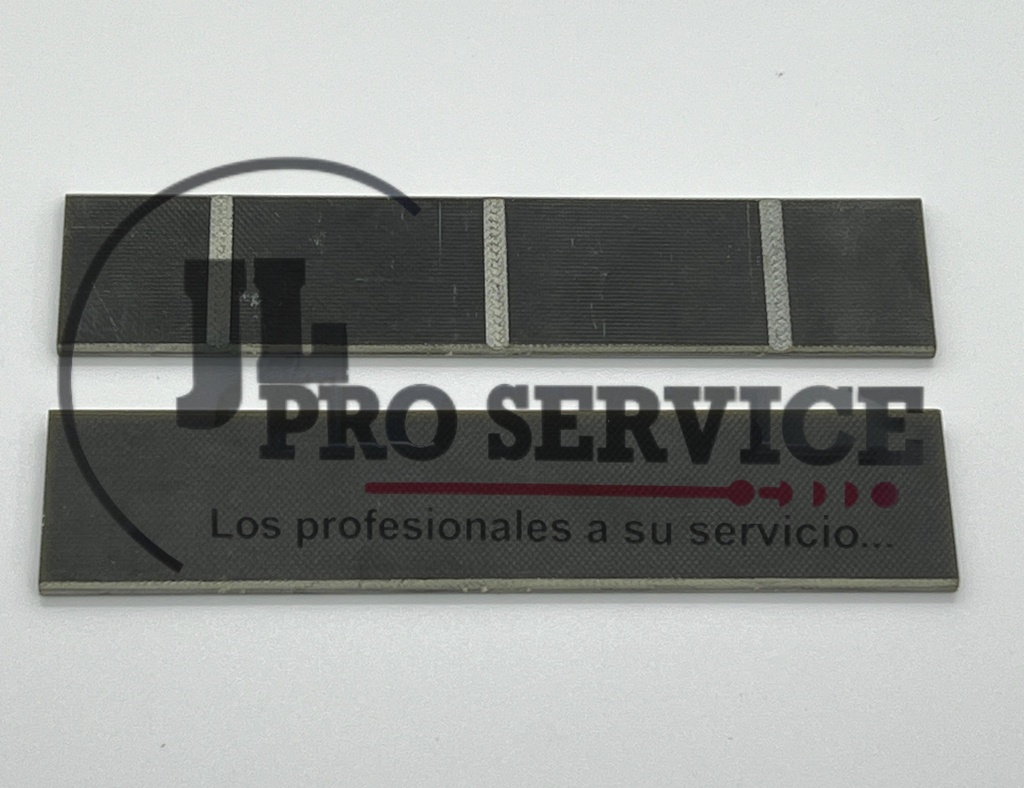 JL
PRO SERVICE
Los profesionales a su servicio...